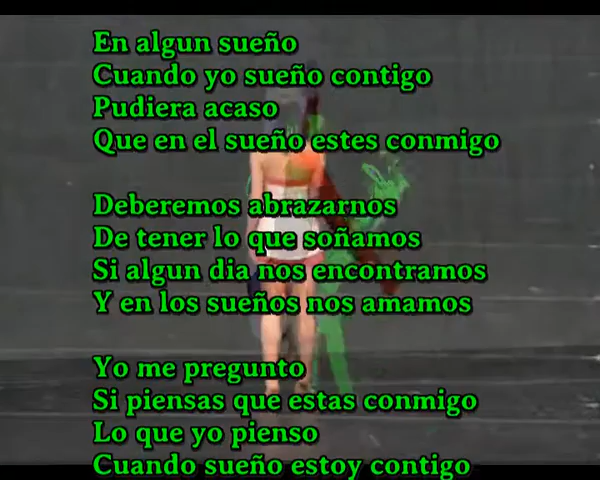 En algun sueño
Cuando yo sueño contigo
Pudiera acaso
Que en el sueño estes conmigo
Deberemos abrazarnos
De tener lo que soñamos
Si algun dia nos encontramos
Y en los sueños nos amamos
Yo me pregunto
Si piensas que estas conmigo
Lo que yo pienso
Cuando sueño estoy contigo